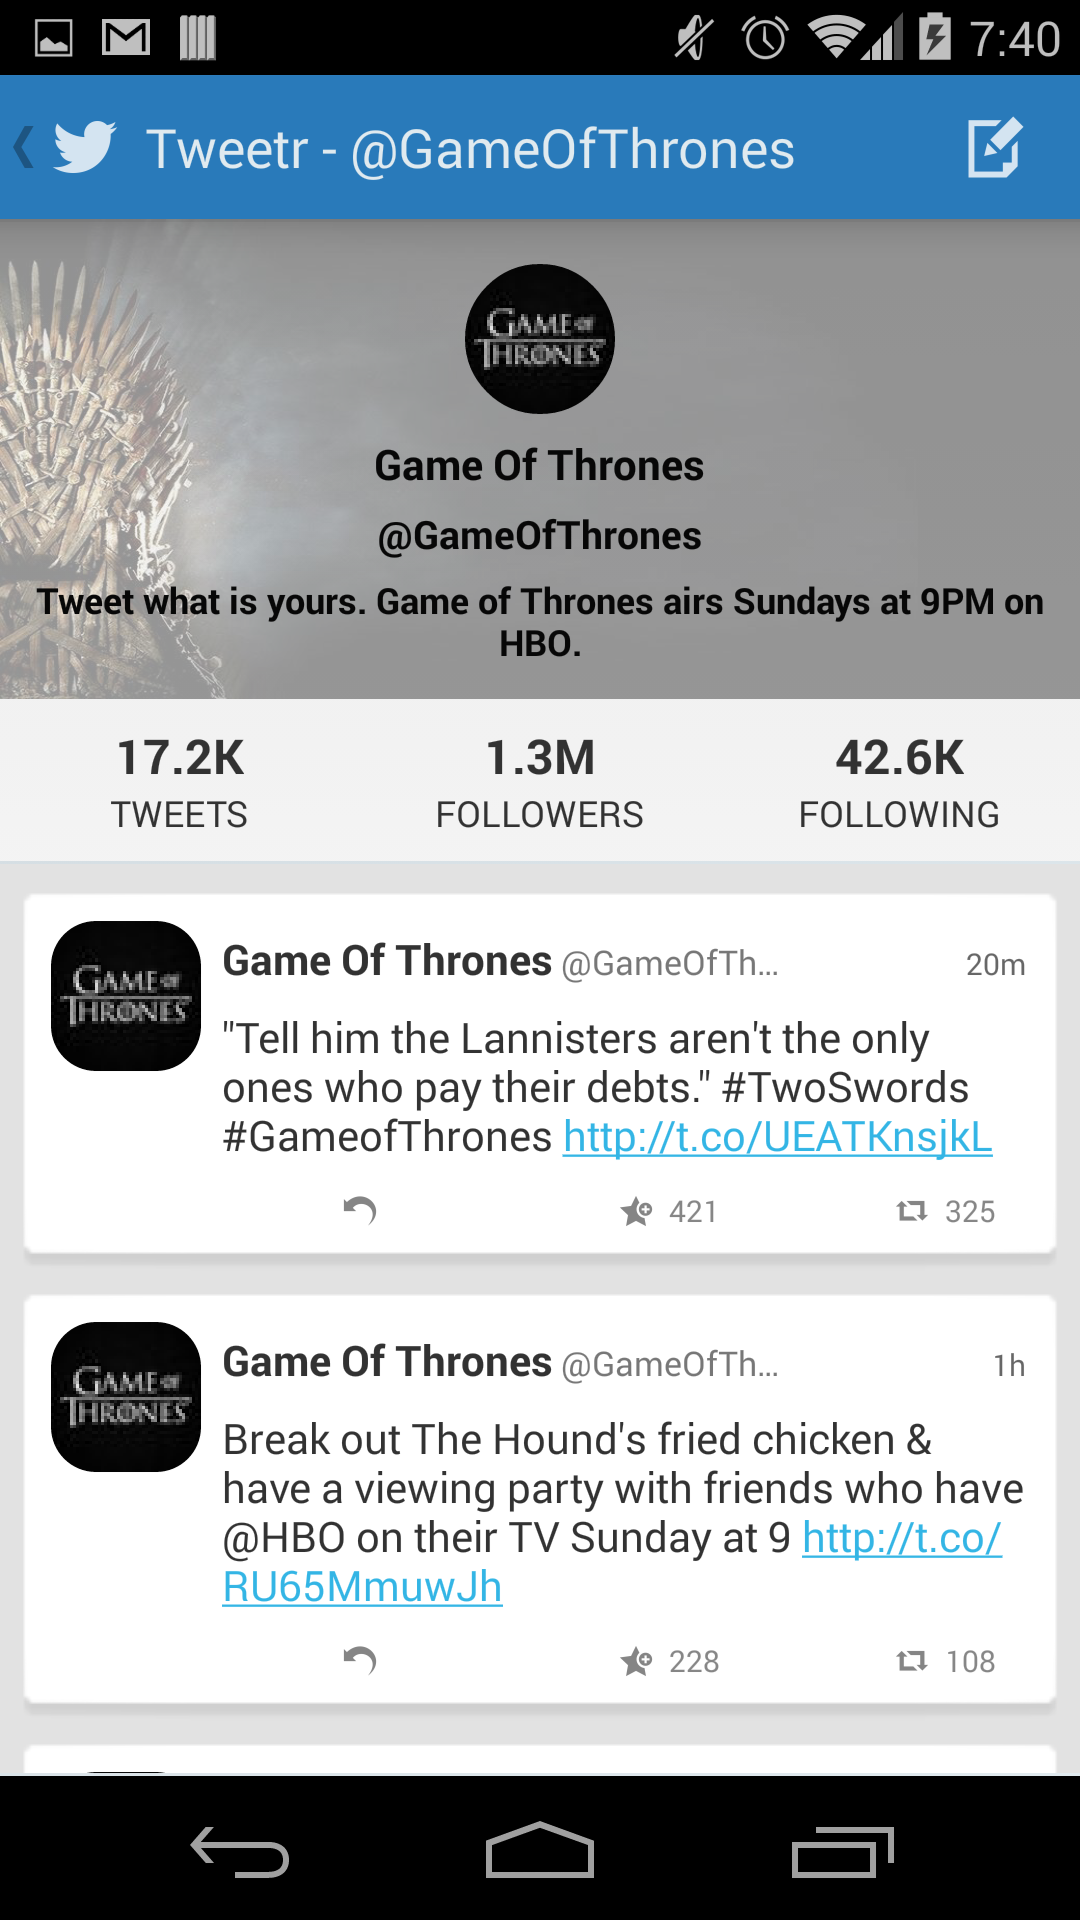 7:40
Tweetr - @GameOfThrones
GAME OF
THRONES
Game Of Thrones
@GameOfThrones
Tweet what is yours. Game of Thrones airs Sundays at 9PM on
HBO.
17.2K 1.3M 42.6K
TWEETS FOLLOWERS FOLLOWING
GAME OF
THRONES
Game Of Thrones @GameOfTh... 20m
"Tell him the Lannisters aren't the only
ones who pay their debts." #TwoSwords
#GameofThrones http://t.co/UEATKnsjkL
421 325
GAME OF
THRONES
Game Of Thrones @GameOfTh... 1h
Break out The Hound's fried chicken &
have a viewing party with friends who have
@HBO on their TV Sunday at 9 http://t.co/
RU65MmuwJh
228 108